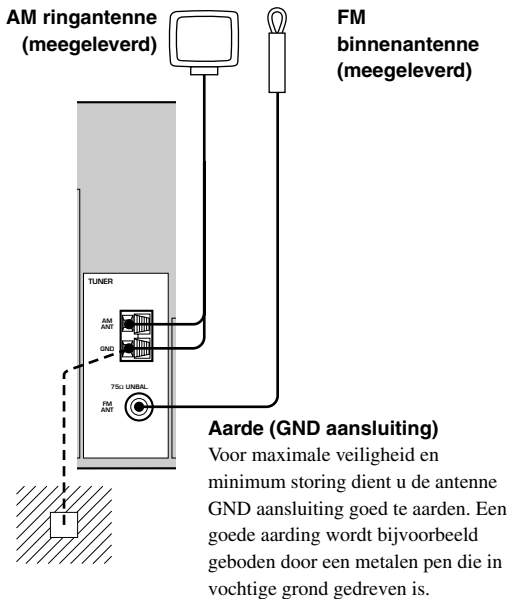 AM ringantenne
(meegeleverd)
FM
binnenantenne
(meegeleverd)
TUNER
AM
ANT
GND
75Ω UNBAL.
FM
ANT
Aarde (GND aansluiting)
Voor maximale veiligheid en
minimum storing dient u de antenne
GND aansluiting goed te aarden. Een
goede aarding wordt bijvoorbeeld
geboden door een metalen pen die in
vochtige grond gedreven is.